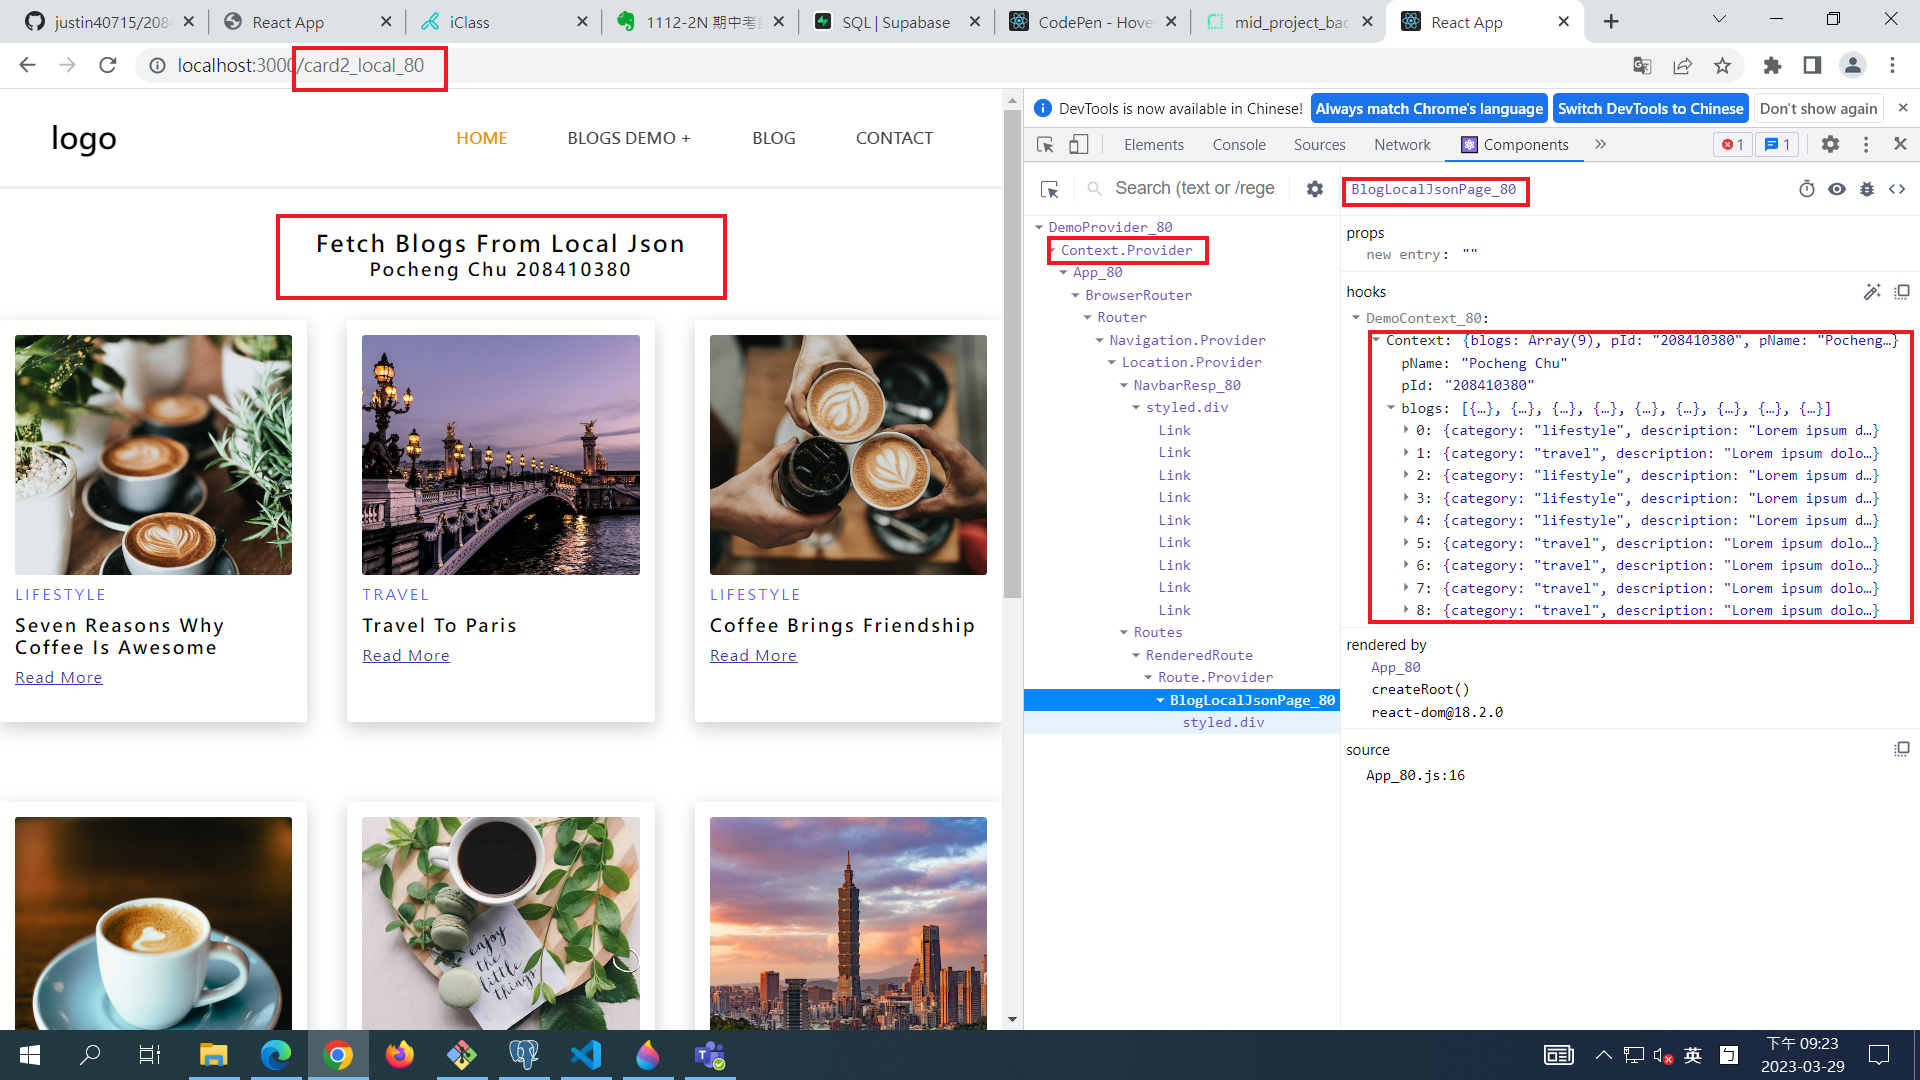 justin40715/208
React App
iClass
1112-2N 期中考
SQL | Supabase
CodePen - Hove
mid_project_bac
React App
localhost:3000/card2_local_80
logo
HOME
BLOGS DEMO +
BLOG
CONTACT
Fetch Blogs From Local Json
Pocheng Chu 208410380
LIFESTYLE
Seven Reasons Why
Coffee Is Awesome
Read More
TRAVEL
Travel To Paris
Read More
LIFESTYLE
Coffee Brings Friendship
Read More
enjoy
the
little
things
DevTools is now available in Chinese!
Always match Chrome's language
Switch DevTools to Chinese
Don't show again
Elements
Console
Sources
Network
Components
1
1
Search (text or /rege
DemoProvider_80
Context.Provider
App_80
BrowserRouter
Router
Navigation.Provider
Location.Provider
NavbarResp_80
styled.div
Link
Link
Link
Link
Link
Link
Link
Link
Link
Routes
RenderedRoute
Route.Provider
BlogLocalJsonPage_80
styled.div
BlogLocalJsonPage_80
props
new entry: ""
hooks
DemoContext_80:
Context: {blogs: Array(9), pId: "208410380", pName: "Pocheng…}
pName: "Pocheng Chu"
pId: "208410380"
blogs: [{…}, {…}, {…}, {…}, {…}, {…}, {…}, {…}, {…}]
0: {category: "lifestyle", description: "Lorem ipsum d…}
1: {category: "travel", description: "Lorem ipsum dolo…}
2: {category: "lifestyle", description: "Lorem ipsum d…}
3: {category: "lifestyle", description: "Lorem ipsum d…}
4: {category: "lifestyle", description: "Lorem ipsum d…}
5: {category: "travel", description: "Lorem ipsum dolo…}
6: {category: "travel", description: "Lorem ipsum dolo…}
7: {category: "travel", description: "Lorem ipsum dolo…}
8: {category: "travel", description: "Lorem ipsum dolo…}
rendered by
App_80
createRoot()
react-dom@18.2.0
source
App_80.js:16
英
下午 09:23
2023-03-29